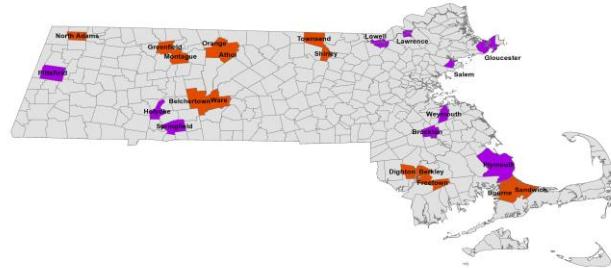 North Adams
Orange
Townsend
Lowell
Lawrence
Greenfield
Athol
Shirley
Gloucester
Montague
Pittsfield
Salem
Belchertown
Ware
Holyoke
Weymouth
Springfield
Brockton
Plymouth
Dighton
Berkley
Freetown
Bourne
Sandwich